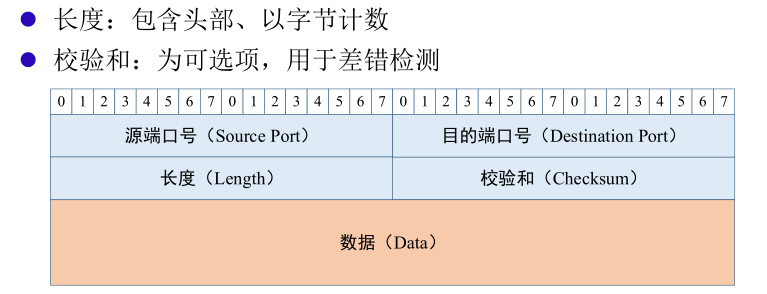 ● 长度：包含头部、以字节计数
● 校验和：为可选项，用于差错检测
0 1 2 3 4 5 6 7 0 1 2 3 4 5 6 7 0 1 2 3 4 5 6 7 0 1 2 3 4 5 6 7
源端口号（Source Port） 目的端口号（Destination Port）
长度（Length） 校验和（Checksum）
数据（Data）